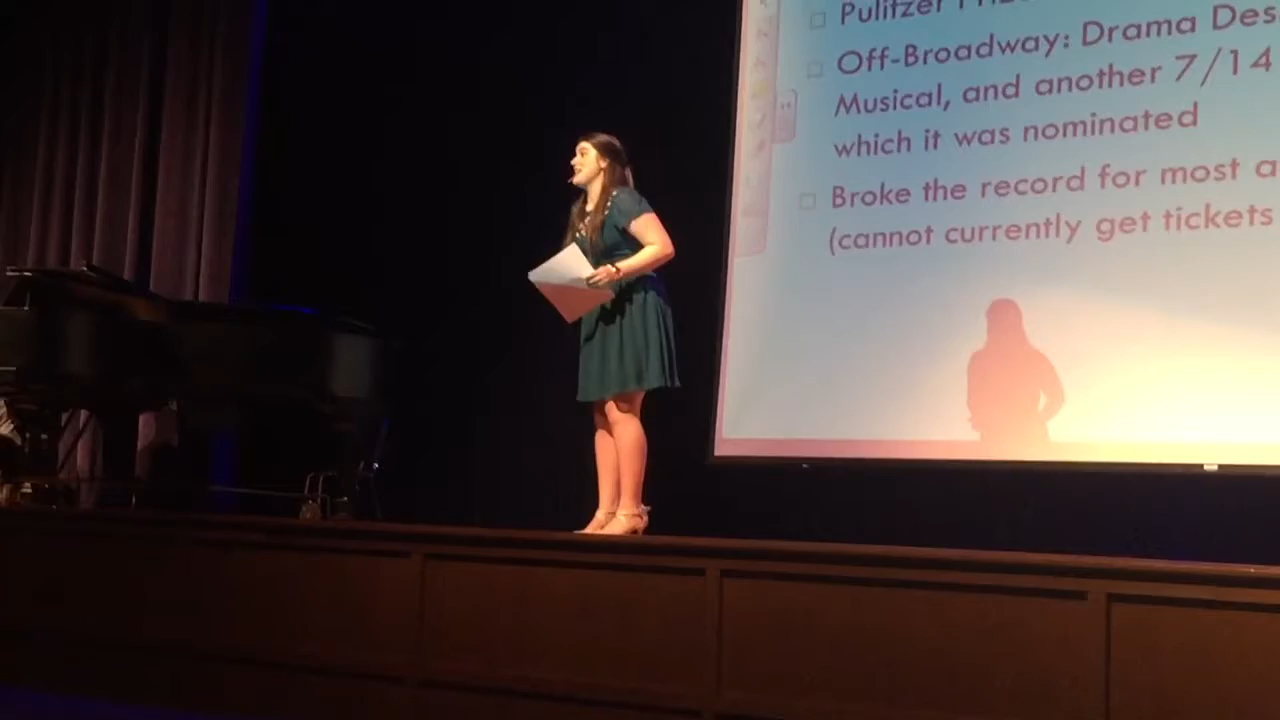 Pulitzer
Off-Broadway: Drama Des
Musical, and another 7/14
which it was nominated
Broke the record for most a
(cannot currently get tickets